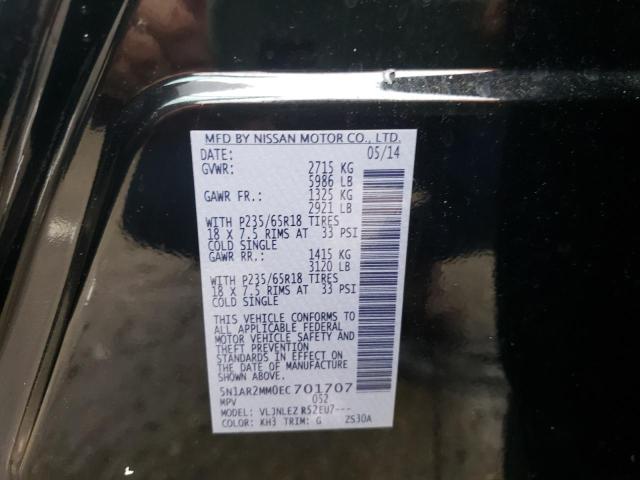 MFD BY NISSAN MOTOR CO., LTD.
DATE: 05/14
GVWR: 2715 KG
5986 LB
GAWR FR.: 1325 KG
2921 LB
WITH P235/65R18 TIRES
18 X 7.5 RIMS AT 33 PSI
COLD SINGLE
GAWR RR.: 1415 KG
3120 LB
WITH P235/65R18 TIRES
18 X 7.5 RIMS AT 33 PSI
COLD SINGLE
THIS VEHICLE CONFORMS TO
ALL APPLICABLE FEDERAL
MOTOR VEHICLE SAFETY AND
THEFT PREVENTION
STANDARDS IN EFFECT ON
THE DATE OF MANUFACTURE
SHOWN ABOVE.
5N1AR2MM0EC701707
MPV 052
MODEL: VLJNLEZ R52EU7---
COLOR: KH3 TRIM: G ZS30A